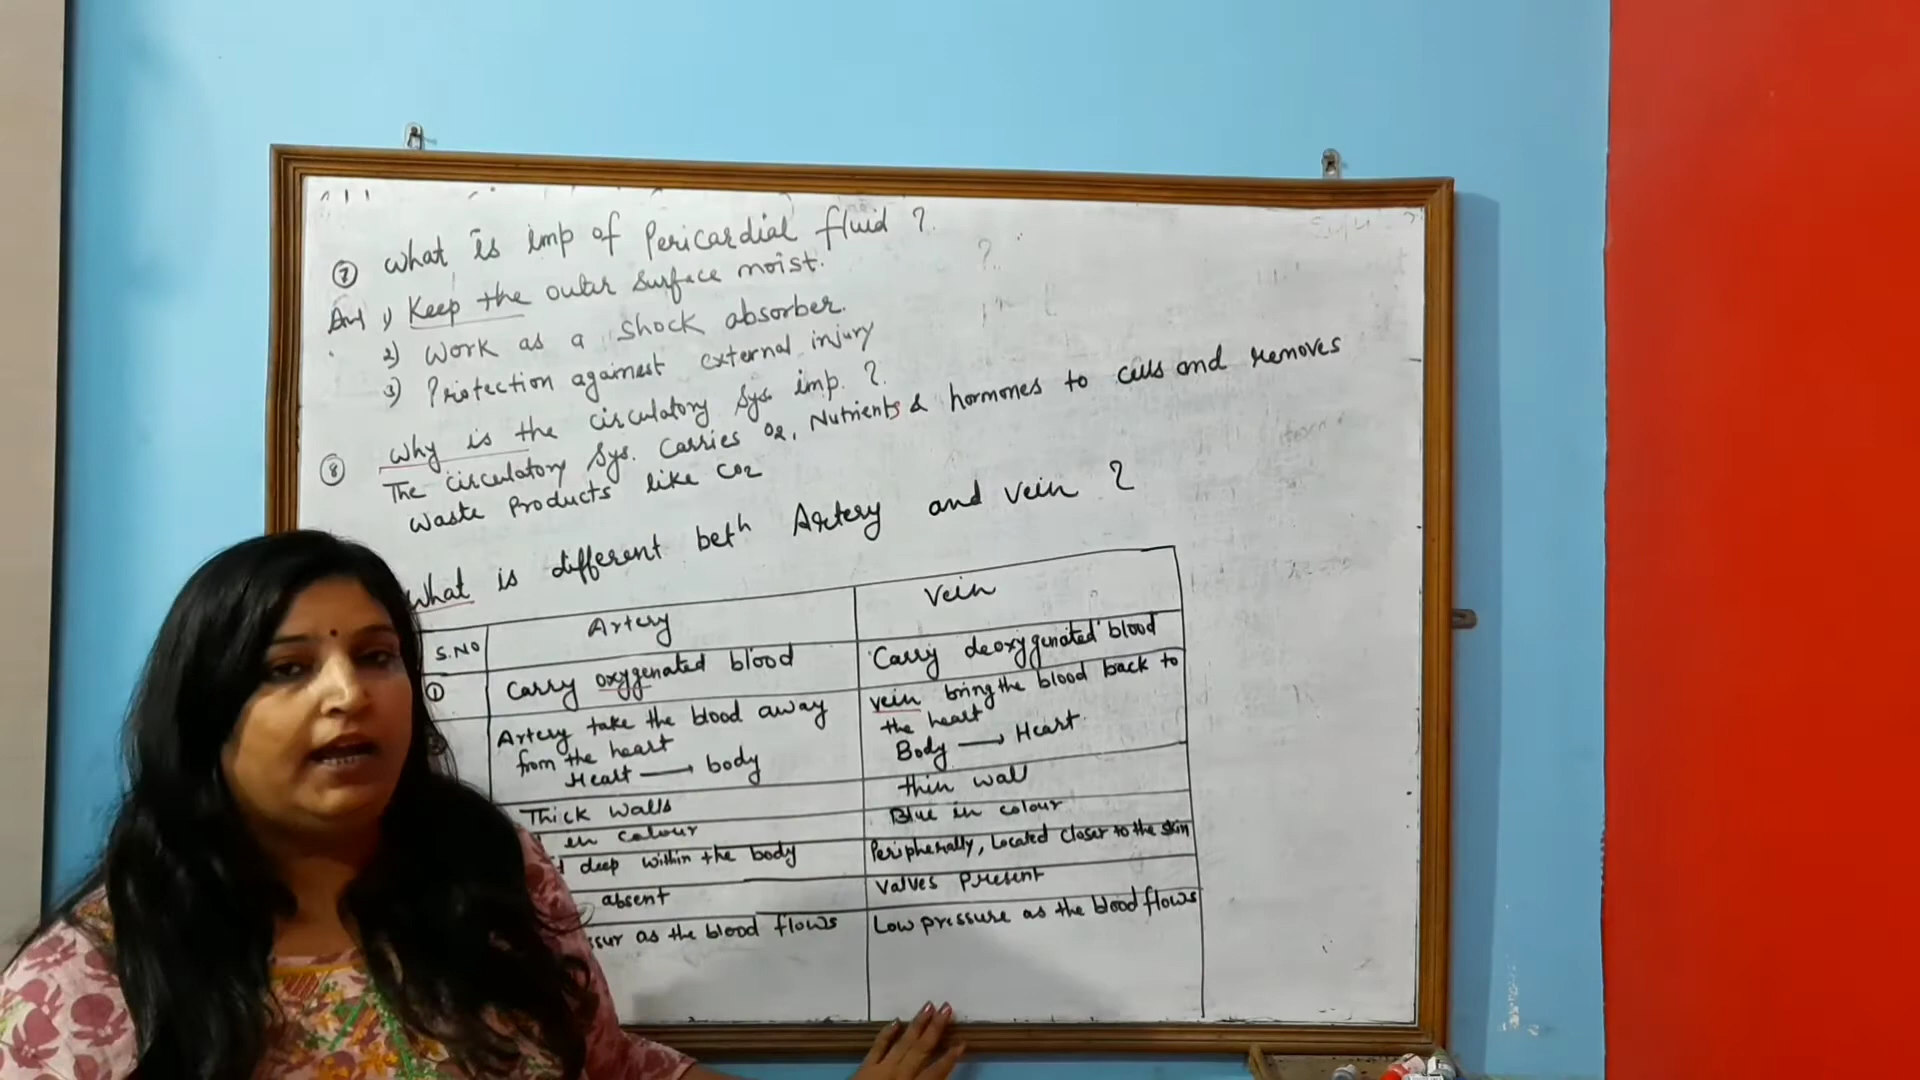 ⑦ what is imp of Pericardial fluid ?
Ans 1) Keep the outer surface moist.
2) Work as a shock absorber.
3) Protection against external injury
⑧ Why is the circulatory sys. imp. ?
The circulatory sys. Carries O2, Nutrients & hormones to cells and removes
waste Products like CO2
What is different beth Artery and vein ?
S.NO Artery Vein
① Carry oxygenated blood Carry deoxygenated blood
Artery take the blood away vein bring the blood back to
from the heart the heart
Heart → body Body → Heart
Thick walls thin wall
in colour Blue in colour
deep within the body Peripherally, Located closer to the skin
absent Valves Present
ssur as the blood flows Low pressure as the blood flows